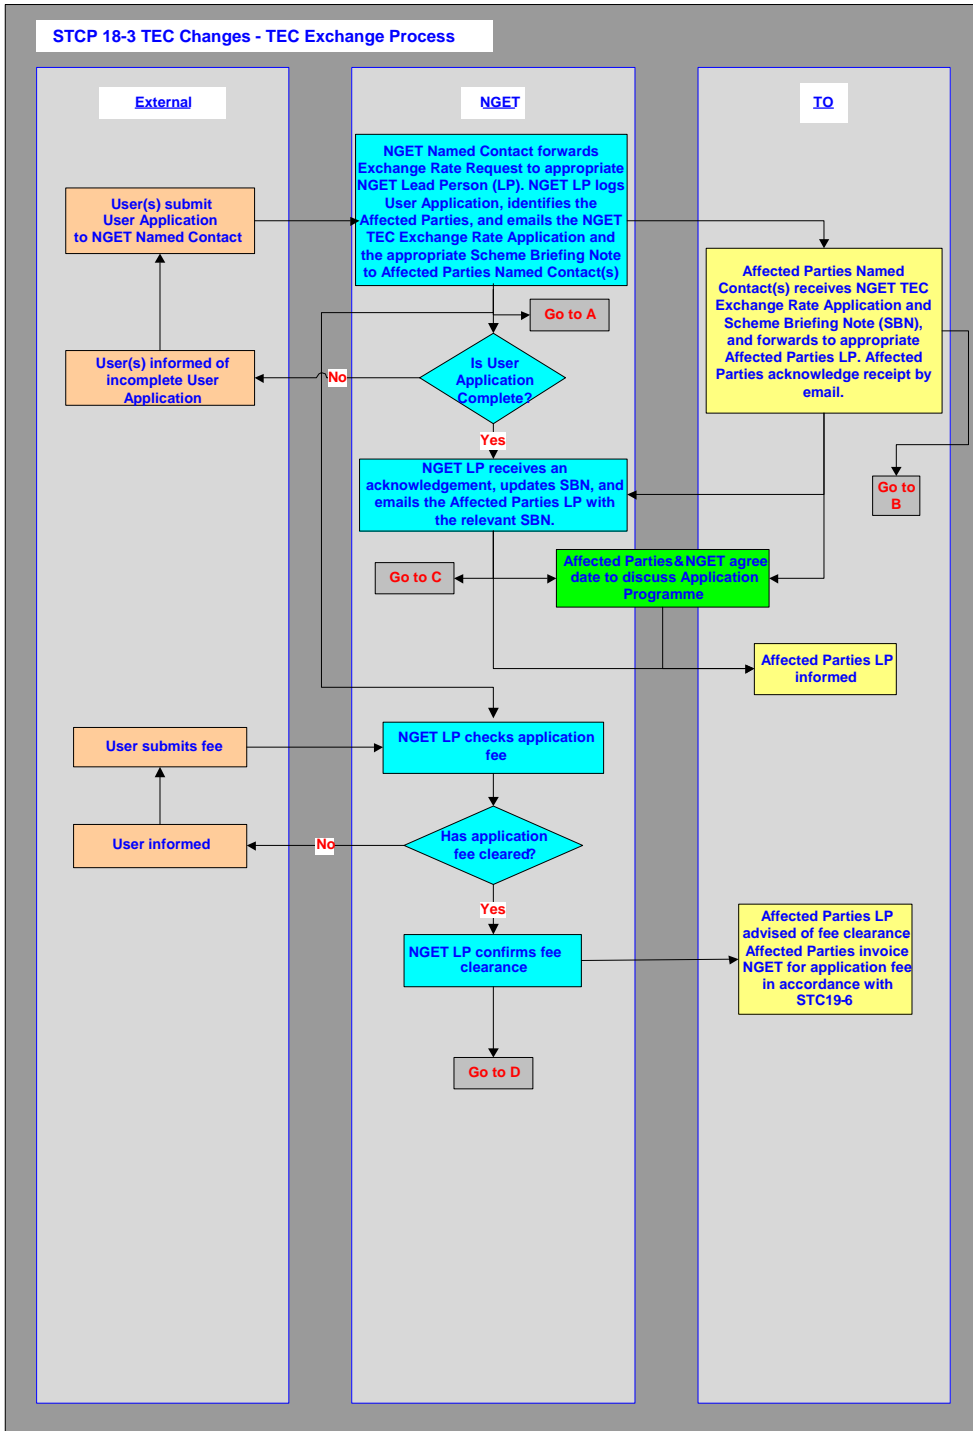 STCP 18-3 TEC Changes - TEC Exchange Process
External
NGET
TO
User(s) submit
User Application
to NGET Named Contact
NGET Named Contact forwards
Exchange Rate Request to appropriate
NGET Lead Person (LP). NGET LP logs
User Application, identifies the
Affected Parties, and emails the NGET
TEC Exchange Rate Application and
the appropriate Scheme Briefing Note
to Affected Parties Named Contact(s)
Affected Parties Named
Contact(s) receives NGET TEC
Exchange Rate Application and
Scheme Briefing Note (SBN),
and forwards to appropriate
Affected Parties LP. Affected
Parties acknowledge receipt by
email.
Go to A
User(s) informed of
incomplete User
Application
No
Is User
Application
Complete?
Yes
NGET LP receives an
acknowledgement, updates SBN, and
emails the Affected Parties LP with
the relevant SBN.
Go to
B
Go to C
Affected Parties&NGET agree
date to discuss Application
Programme
Affected Parties LP
informed
User submits fee
NGET LP checks application
fee
User informed
No
Has application
fee cleared?
Yes
NGET LP confirms fee
clearance
Affected Parties LP
advised of fee clearance
Affected Parties invoice
NGET for application fee
in accordance with
STC19-6
Go to D